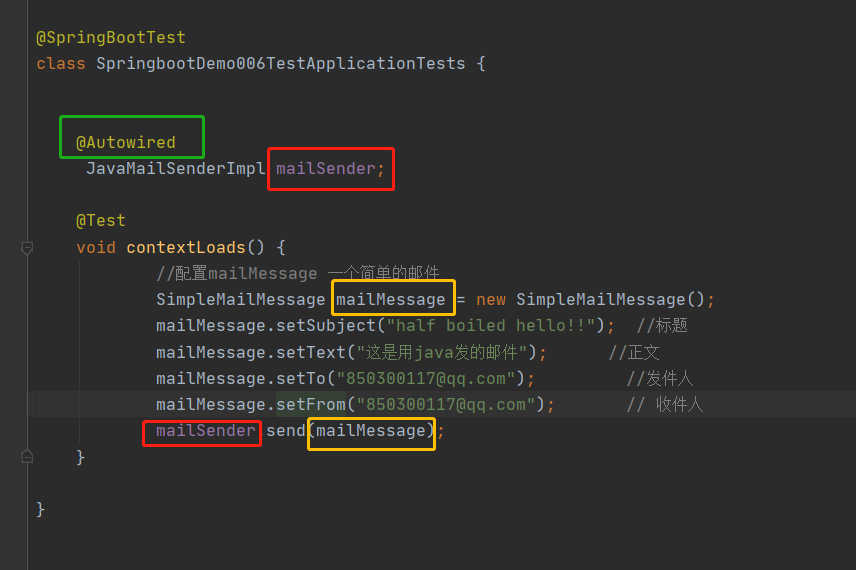 @SpringBootTest
class SpringbootDemo006TestApplicationTests {
@Autowired
JavaMailSenderImpl mailSender;
@Test
void contextLoads() {
//配置mailMessage 一个简单的邮件
SimpleMailMessage mailMessage = new SimpleMailMessage();
mailMessage.setSubject("half boiled hello!!"); //标题
mailMessage.setText("这是用java发的邮件"); //正文
mailMessage.setTo("850300117@qq.com"); //发件人
mailMessage.setFrom("850300117@qq.com"); // 收件人
mailSender send(mailMessage);
}
}